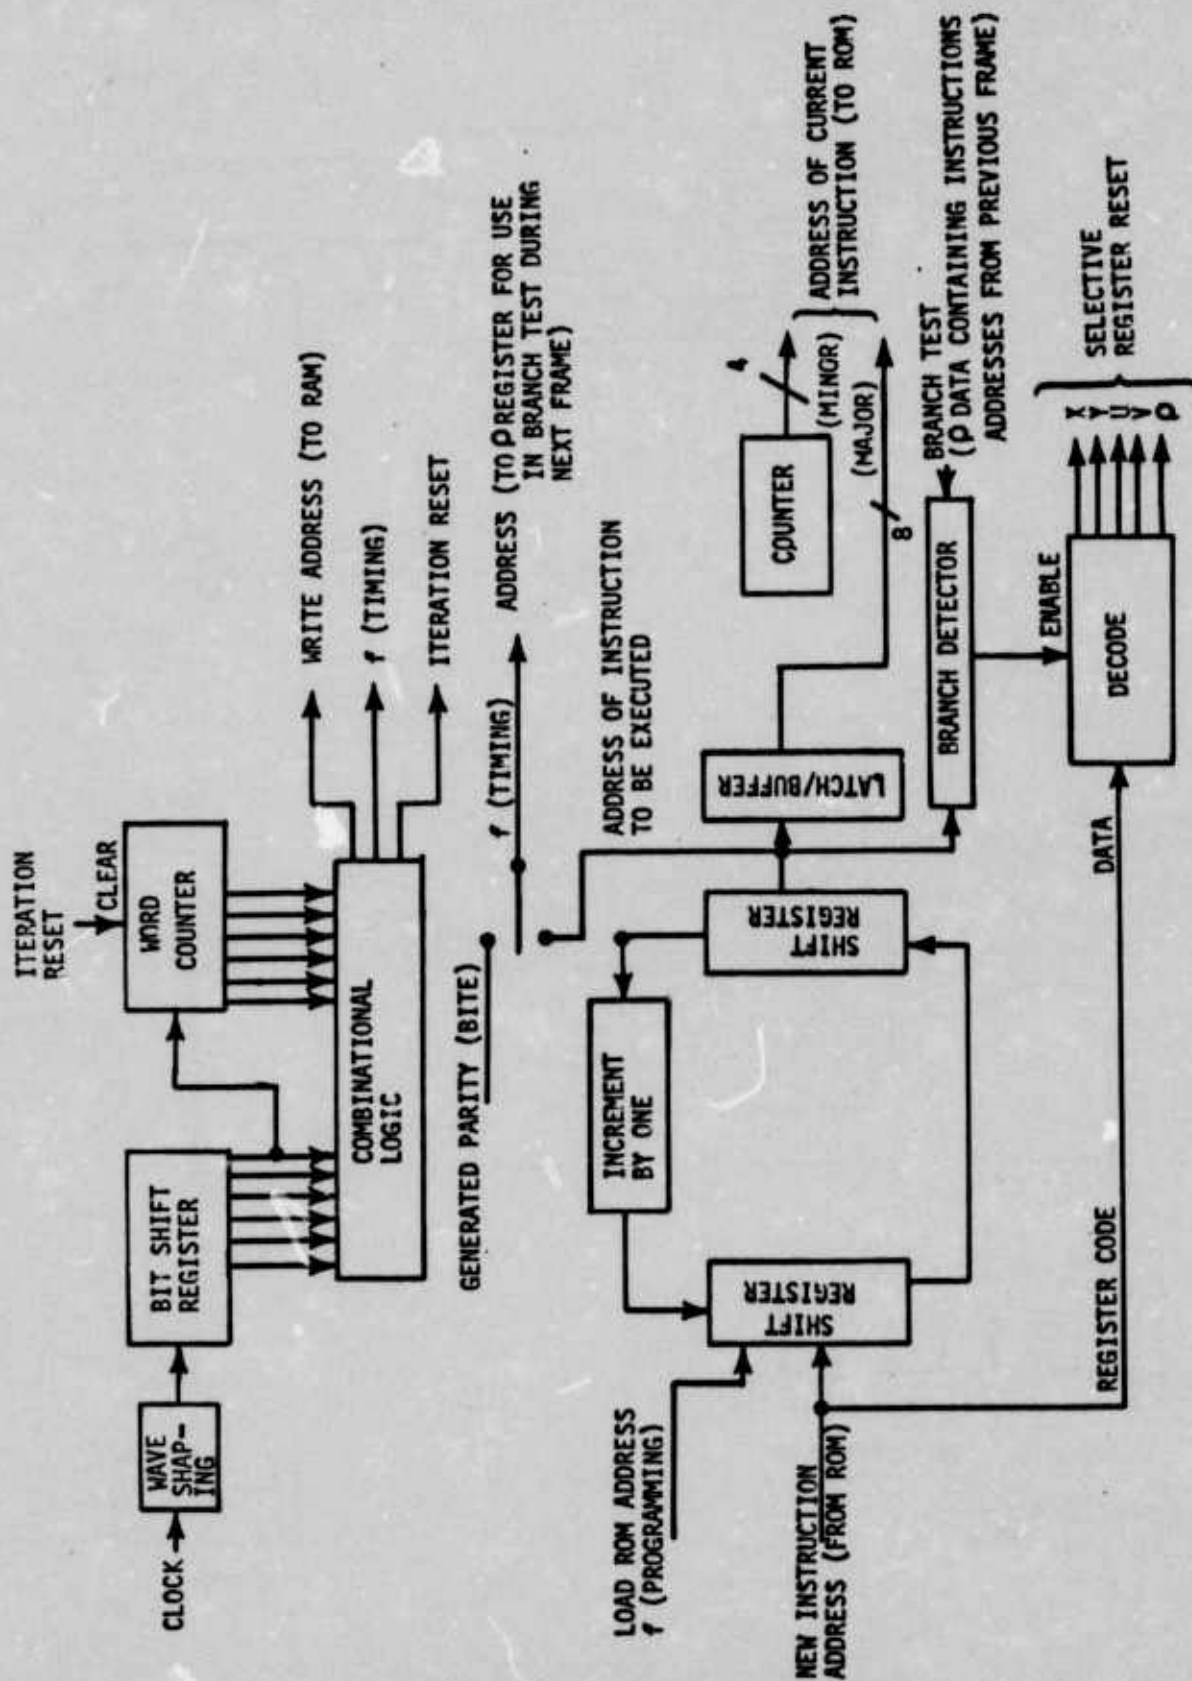 ITERATION
RESET
CLEAR
CLOCK
WAVE
SHAP-
ING
BIT SHIFT
REGISTER
WORD
COUNTER
COMBINATIONAL
LOGIC
WRITE ADDRESS (TO RAM)
f (TIMING)
ITERATION RESET
GENERATED PARITY (BITE)
f (TIMING)
ADDRESS (TO ρ REGISTER FOR USE
IN BRANCH TEST DURING
NEXT FRAME)
ADDRESS OF INSTRUCTION
TO BE EXECUTED
LOAD ROM ADDRESS
f (PROGRAMMING)
NEW INSTRUCTION
ADDRESS (FROM ROM)
SHIFT
REGISTER
INCREMENT
BY ONE
SHIFT
REGISTER
LATCH/BUFFER
COUNTER
4
(MINOR)
(MAJOR)
8
ADDRESS OF CURRENT
INSTRUCTION (TO ROM)
BRANCH DETECTOR
BRANCH TEST
(ρ DATA CONTAINING INSTRUCTIONS
ADDRESSES FROM PREVIOUS FRAME)
ENABLE
REGISTER CODE
DATA
DECODE
X
Y
U
V
ρ
SELECTIVE
REGISTER RESET